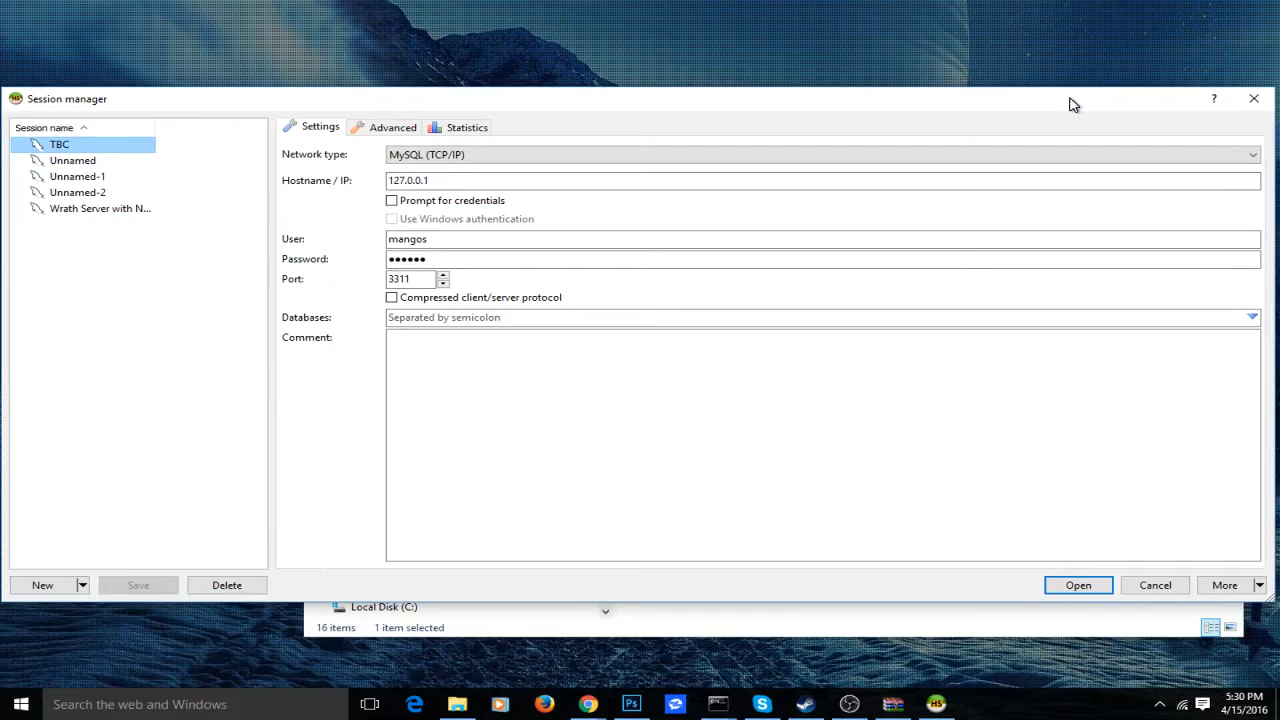 Session manager
?
Session name
TBC
Unnamed
Unnamed-1
Unnamed-2
Wrath Server with N...
Settings
Advanced
Statistics
Network type:
MySQL (TCP/IP)
Hostname / IP:
127.0.0.1
Prompt for credentials
Use Windows authentication
User:
mangos
Password:
••••••
Port:
3311
Compressed client/server protocol
Databases:
Separated by semicolon
Comment:
New
Save
Delete
Open
Cancel
More
Local Disk (C:)
16 items
1 item selected
Search the web and Windows
Ps
HS
5:30 PM
4/15/2016